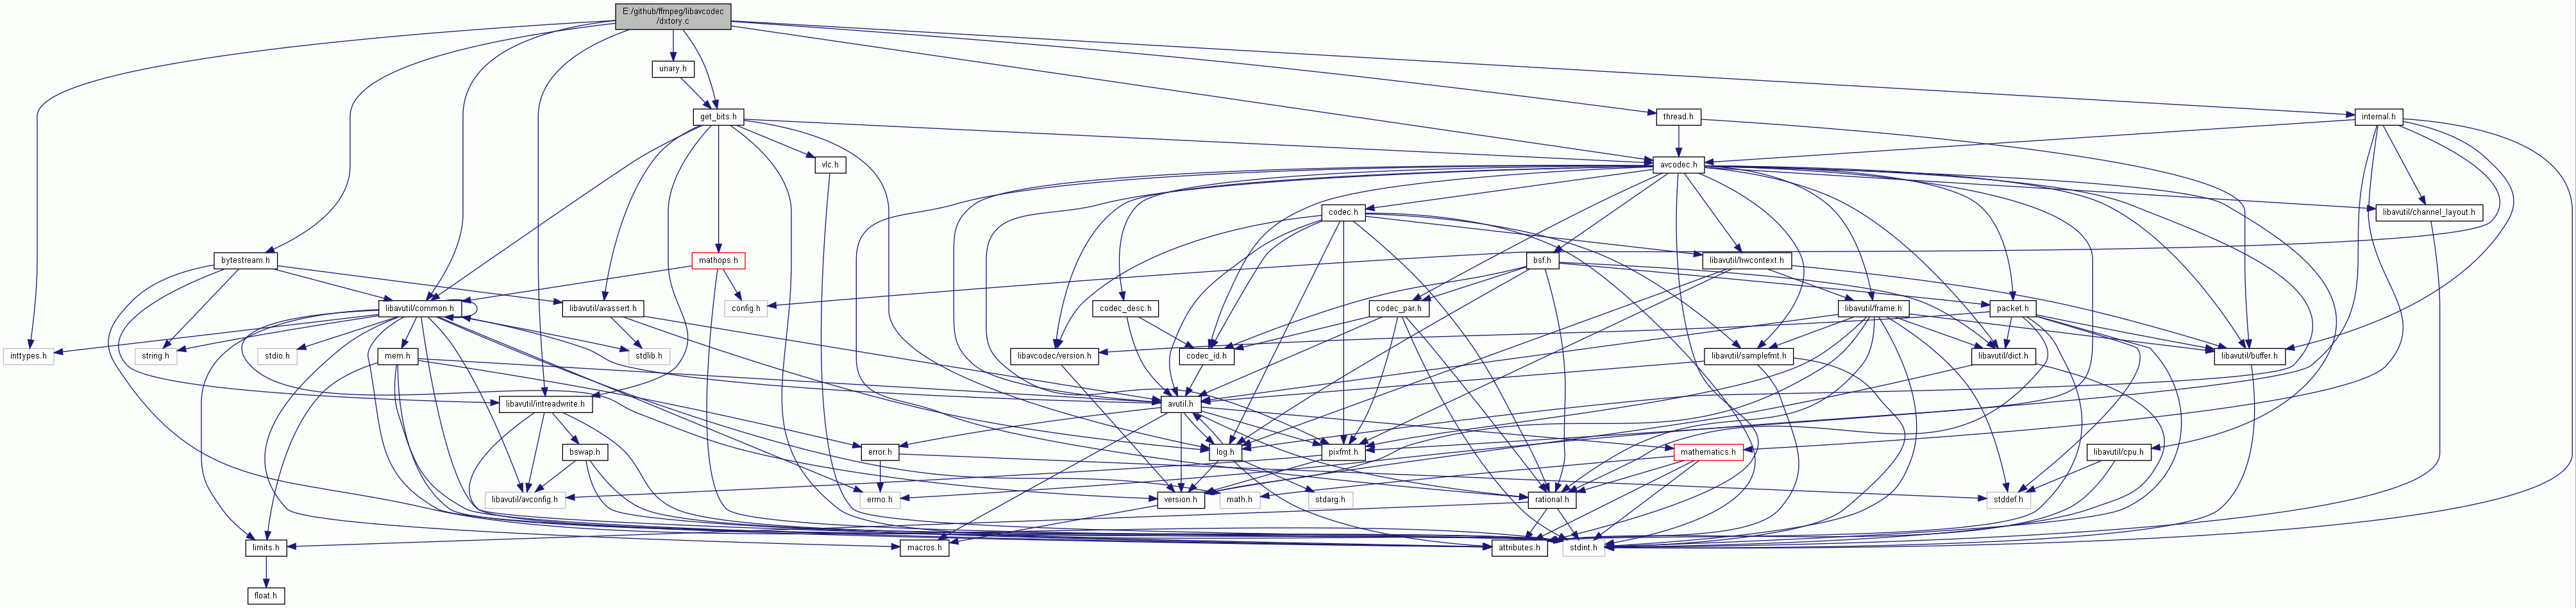 E:/github/ffmpeg/libavcodec
/dxtory.c
unary.h
get_bits.h
thread.h
internal.h
vlc.h
avcodec.h
codec.h
libavutil/channel_layout.h
bytestream.h
mathops.h
bsf.h
libavutil/hwcontext.h
libavutil/common.h
libavutil/avassert.h
config.h
codec_desc.h
codec_par.h
libavutil/frame.h
packet.h
inttypes.h
string.h
stdio.h
mem.h
stdlib.h
libavcodec/version.h
codec_id.h
libavutil/samplefmt.h
libavutil/dict.h
libavutil/buffer.h
libavutil/intreadwrite.h
avutil.h
bswap.h
error.h
log.h
pixfmt.h
mathematics.h
libavutil/cpu.h
libavutil/avconfig.h
errno.h
version.h
math.h
stdarg.h
rational.h
stddef.h
limits.h
macros.h
attributes.h
stdint.h
float.h